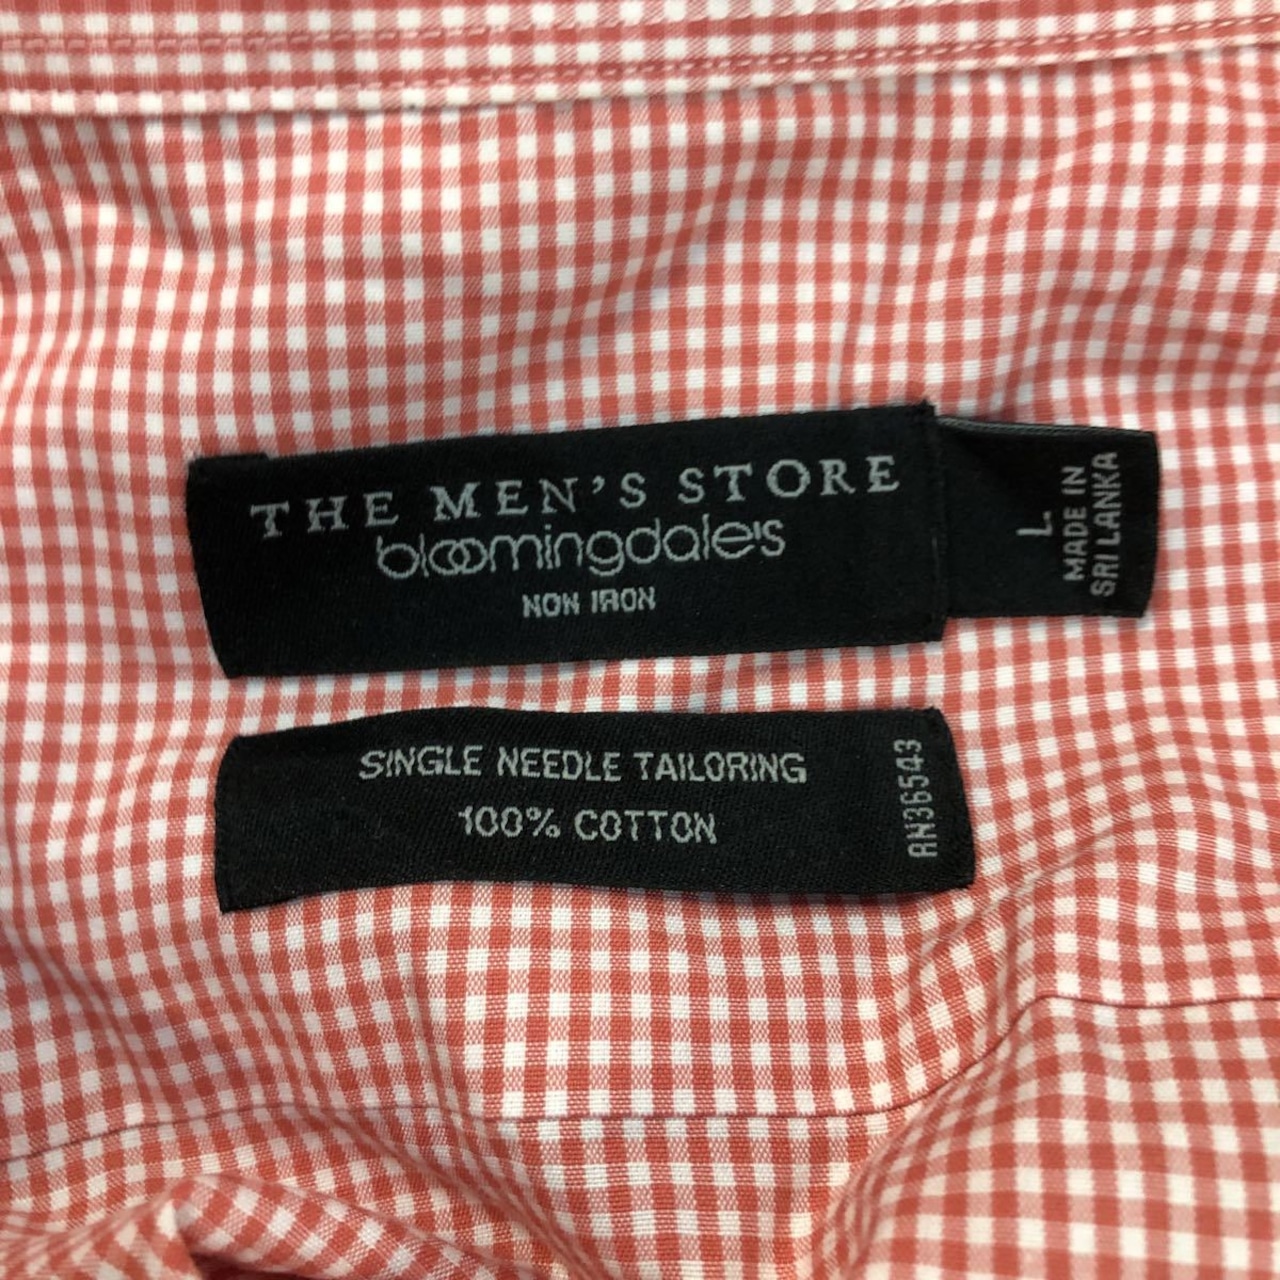 THE MEN'S STORE
bloomingdale's
NON IRON
L.
MADE IN
SRI LANKA
SINGLE NEEDLE TAILORING
100% COTTON
AN36543